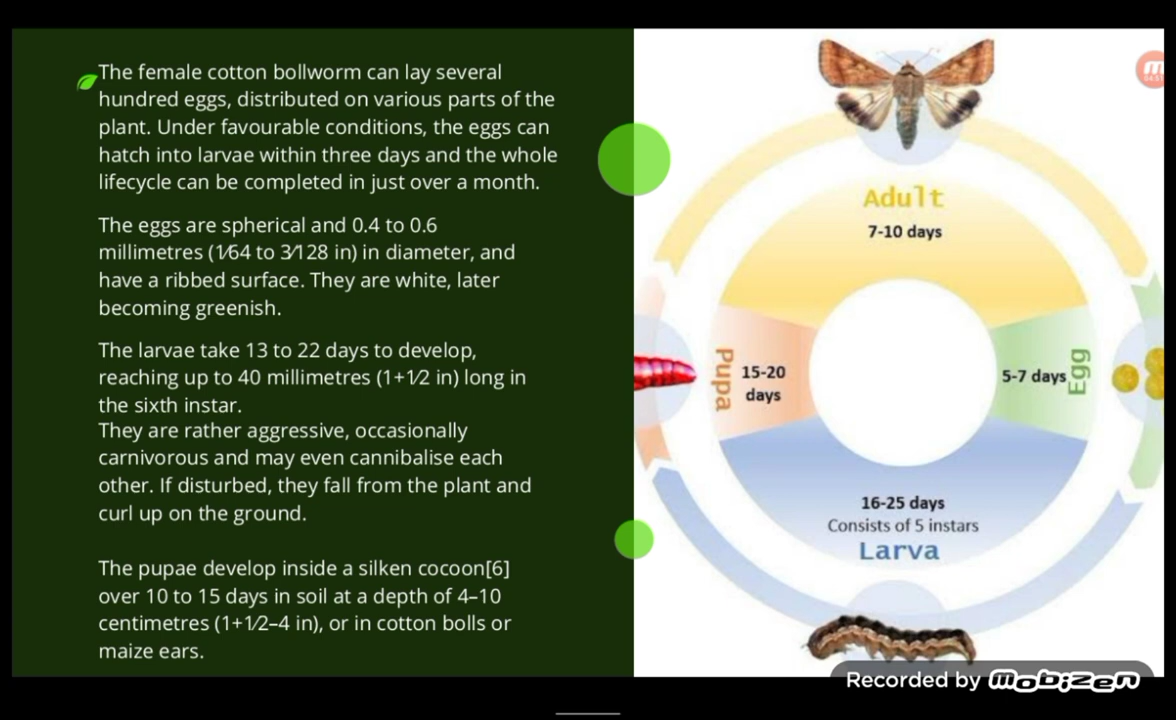 The female cotton bollworm can lay several
hundred eggs, distributed on various parts of the
plant. Under favourable conditions, the eggs can
hatch into larvae within three days and the whole
lifecycle can be completed in just over a month.
The eggs are spherical and 0.4 to 0.6
millimetres (1⁄64 to 3⁄128 in) in diameter, and
have a ribbed surface. They are white, later
becoming greenish.
The larvae take 13 to 22 days to develop,
reaching up to 40 millimetres (1+1⁄2 in) long in
the sixth instar.
They are rather aggressive, occasionally
carnivorous and may even cannibalise each
other. If disturbed, they fall from the plant and
curl up on the ground.
The pupae develop inside a silken cocoon[6]
over 10 to 15 days in soil at a depth of 4–10
centimetres (1+1⁄2–4 in), or in cotton bolls or
maize ears.
Adult
7-10 days
Pupa
15-20
days
5-7 days
Egg
16-25 days
Consists of 5 instars
Larva
Recorded by mobizen